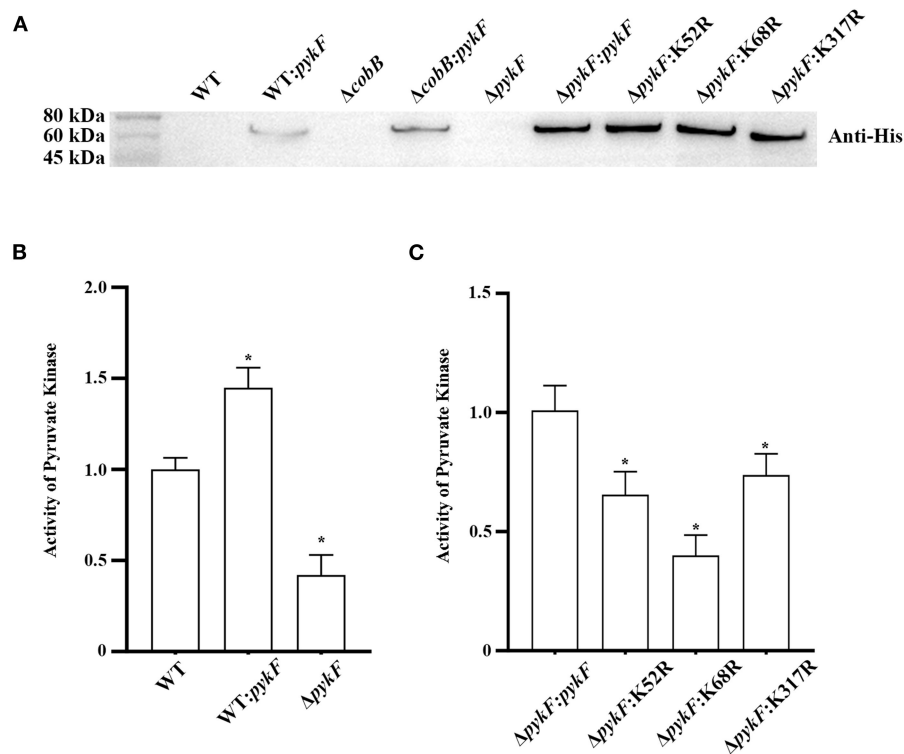 A
WT
WT:pykF
ΔcobB
ΔcobB:pykF
ΔpykF
ΔpykF:pykF
ΔpykF:K52R
ΔpykF:K68R
ΔpykF:K317R
80 kDa
60 kDa
45 kDa
Anti-His
B
Activity of Pyruvate Kinase
2.0
1.5
1.0
0.5
0
*
*
WT
WT:pykF
ΔpykF
C
Activity of Pyruvate Kinase
1.5
1.0
0.5
0
*
*
*
ΔpykF:pykF
ΔpykF:K52R
ΔpykF:K68R
ΔpykF:K317R